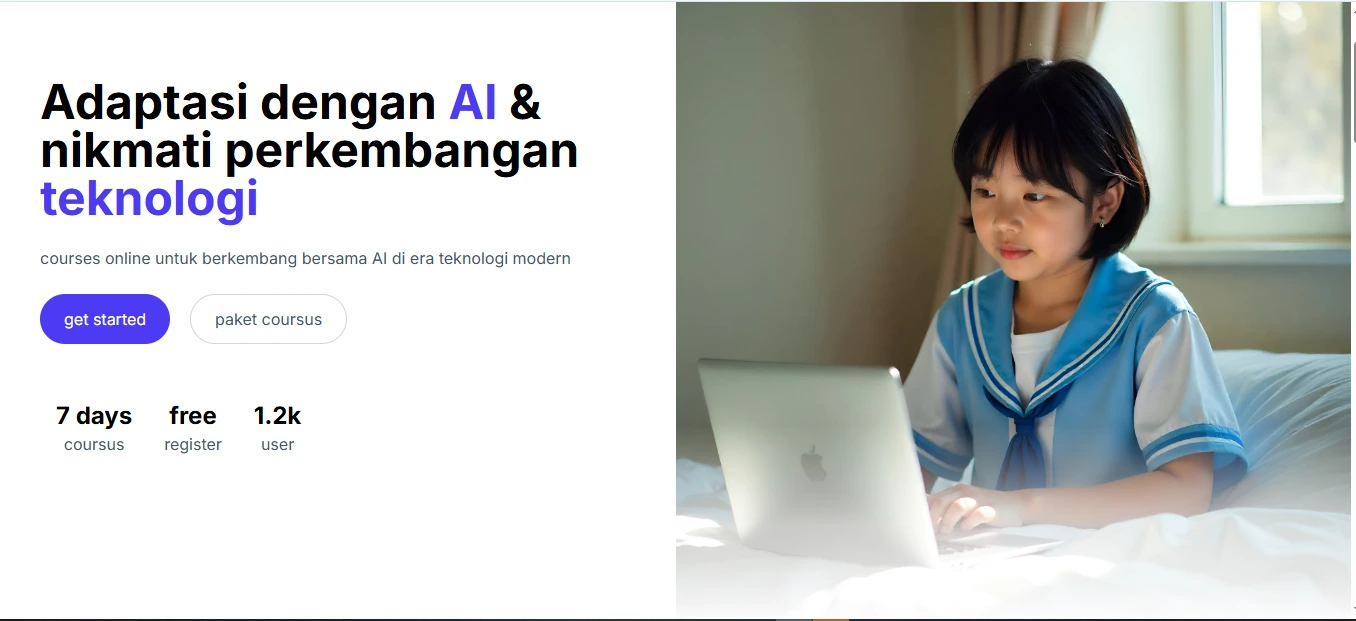 Adaptasi dengan AI &
nikmati perkembangan
teknologi
courses online untuk berkembang bersama AI di era teknologi modern
get started
paket coursus
7 days
coursus
free
register
1.2k
user